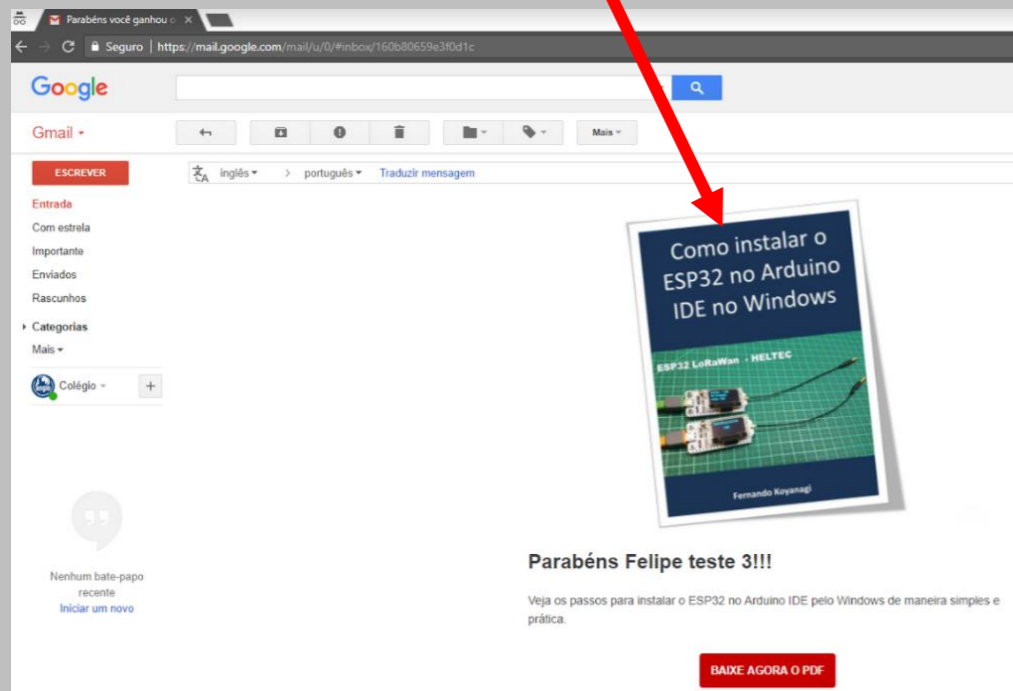 Parabéns você ganhou o
Seguro | https://mail.google.com/mail/u/0/#inbox/160b80659e3f0d1c
Google
Gmail
Mais
ESCREVER
inglês > português Traduzir mensagem
Entrada
Com estrela
Importante
Enviados
Rascunhos
Categorias
Mais
Colégio +
Como instalar o
ESP32 no Arduino
IDE no Windows
ESP32 LoRaWan - HELTEC
Fernando Koyanagi
Nenhum bate-papo
recente
Iniciar um novo
Parabéns Felipe teste 3!!!
Veja os passos para instalar o ESP32 no Arduino IDE pelo Windows de maneira simples e
prática.
BAIXE AGORA O PDF